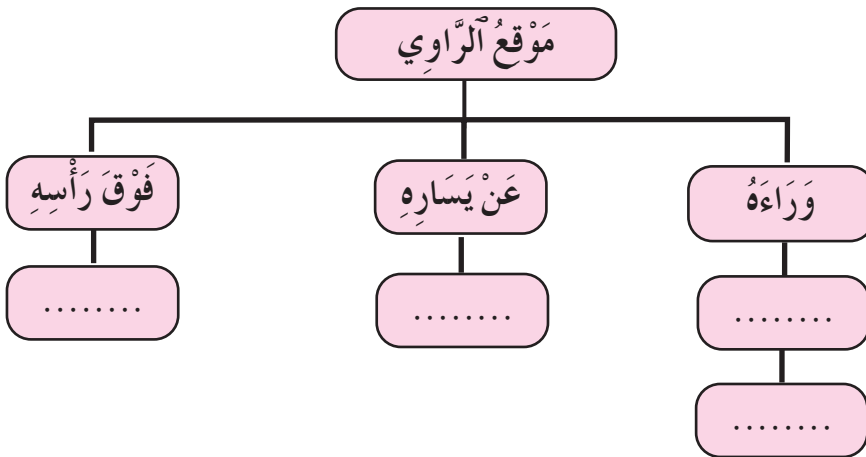 مَوْقِعُ ٱلرَّاوِي
وَرَاءَهُ
عَنْ يَسَارِهِ
فَوْقَ رَأْسِهِ
........
........
........
........